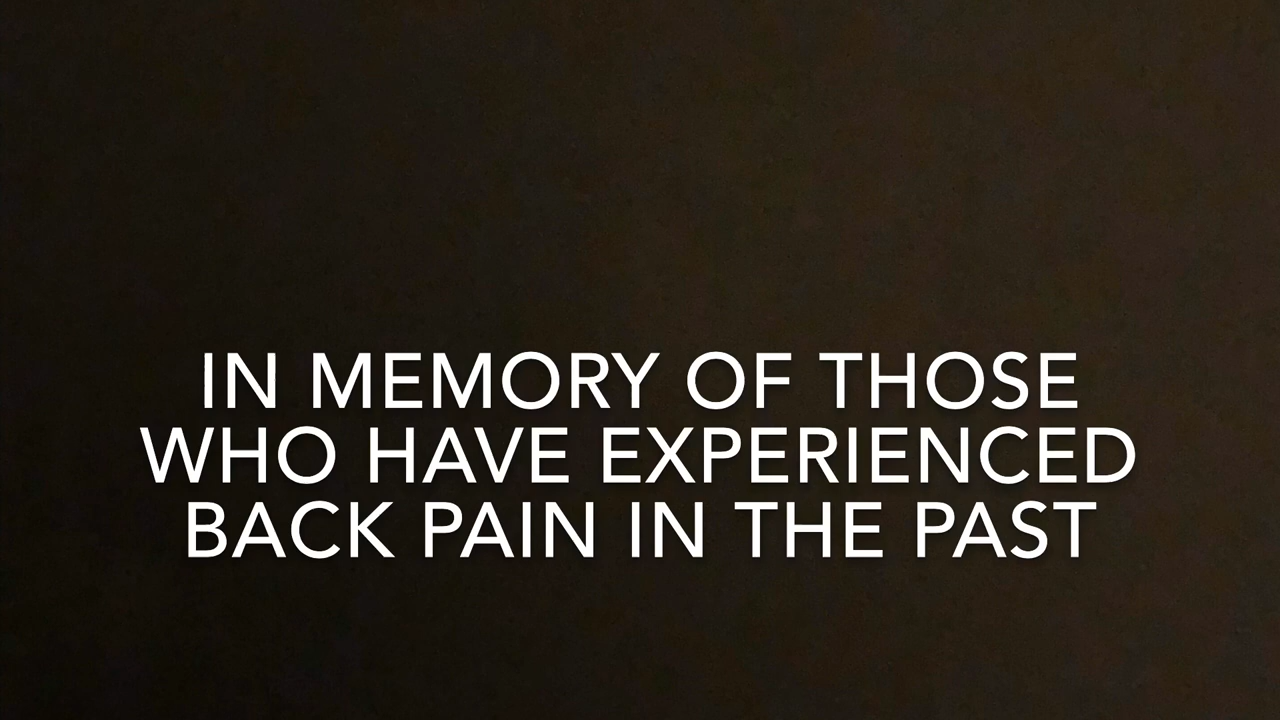 IN MEMORY OF THOSE
WHO HAVE EXPERIENCED
BACK PAIN IN THE PAST